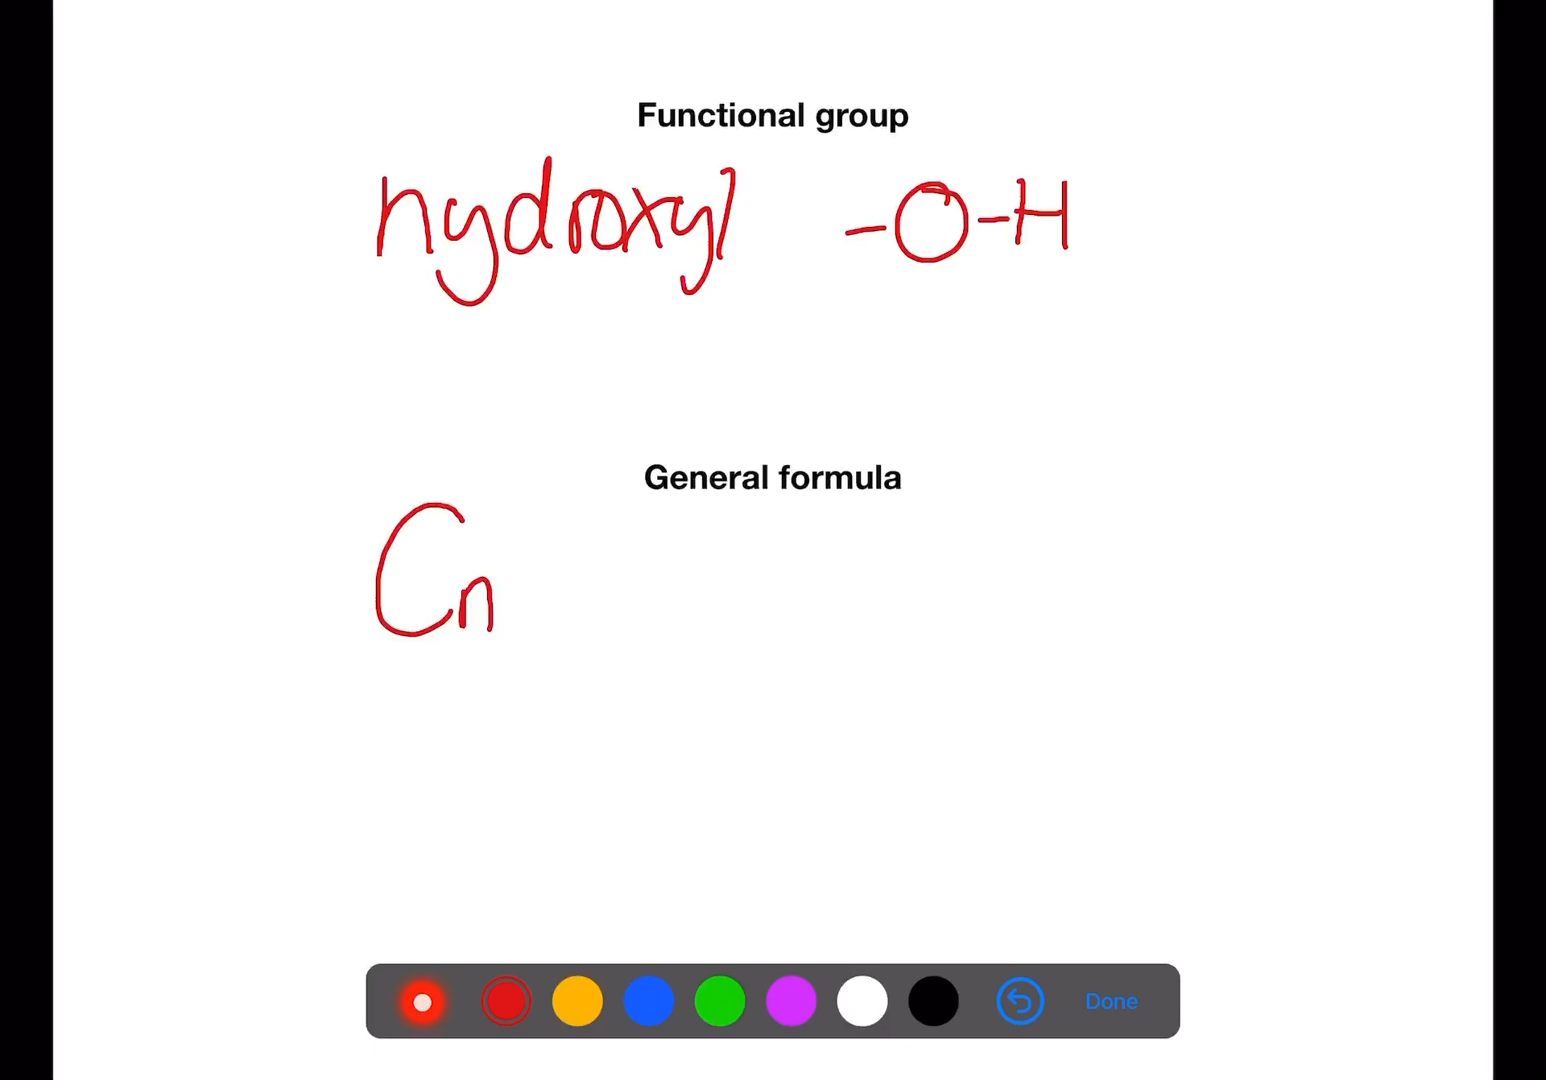 Functional group
hydroxyl -O-H
General formula
Cn
Done